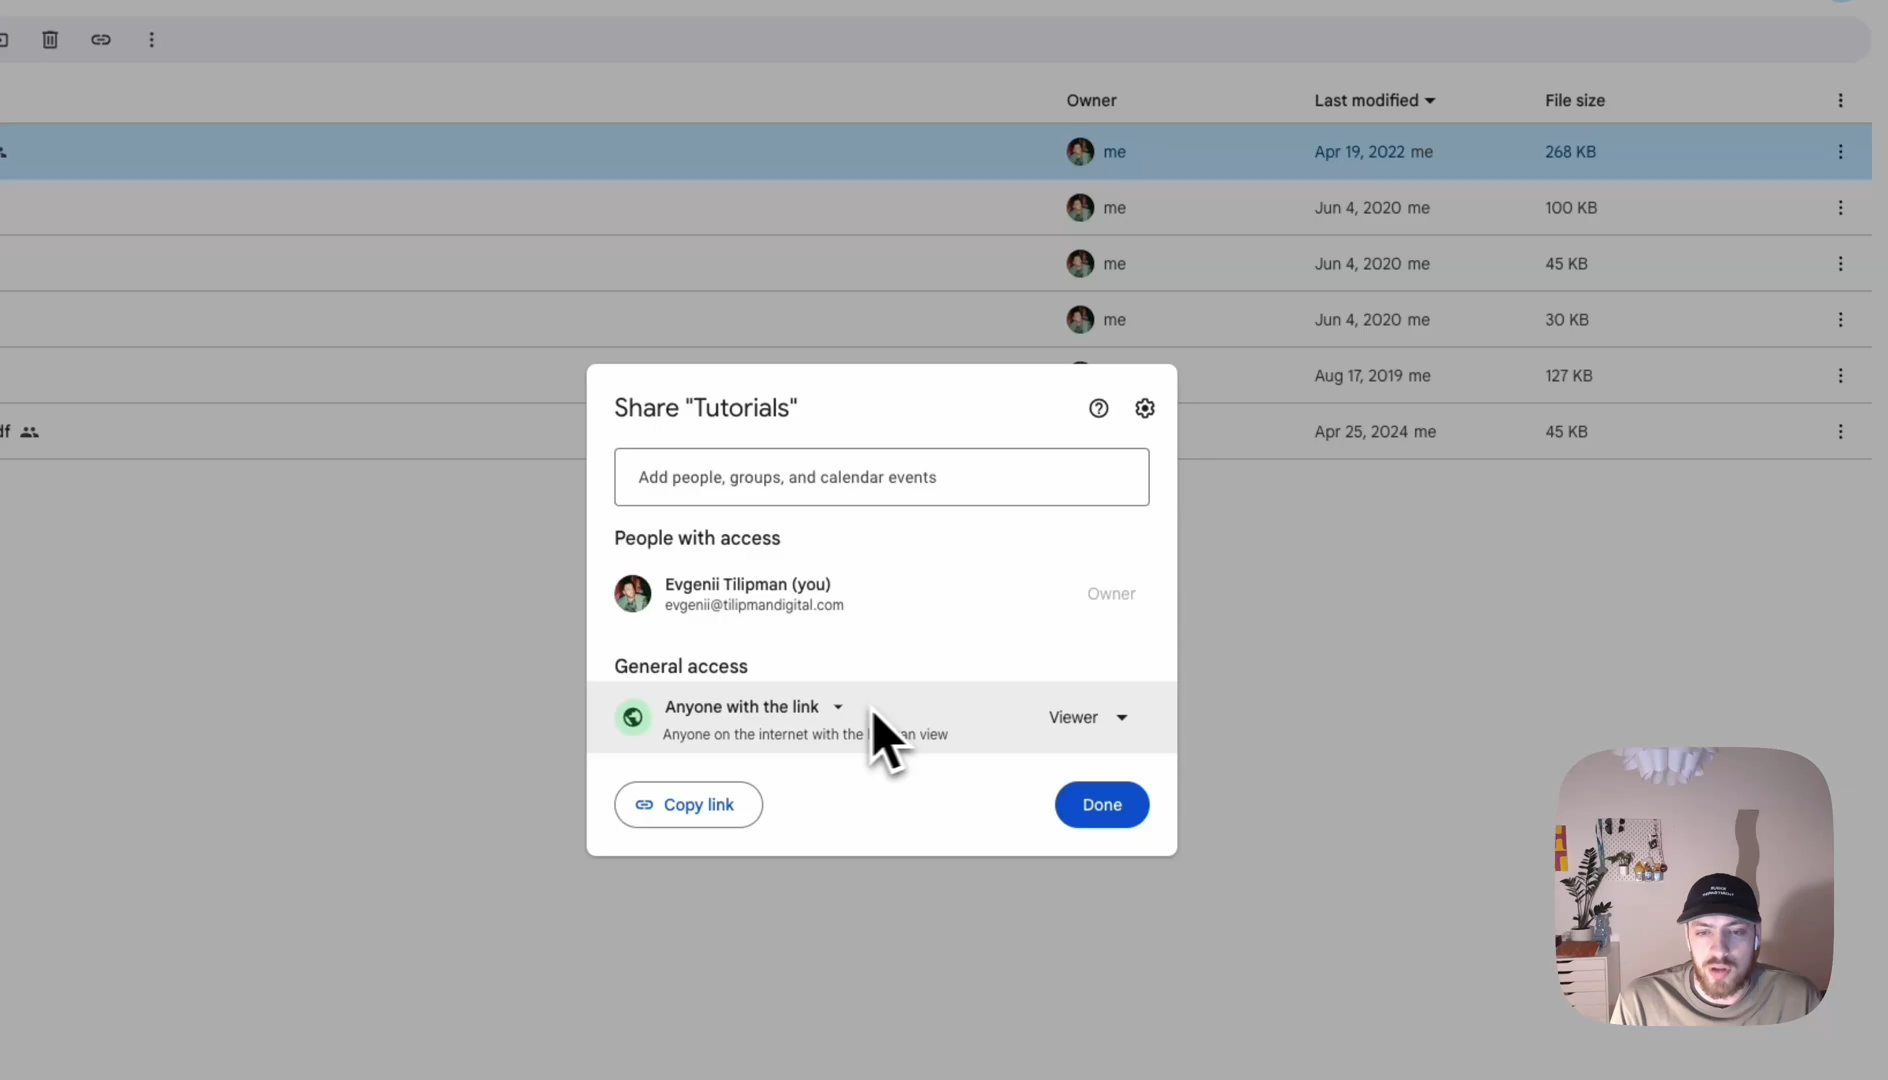 Owner Last modified File size
me Apr 19, 2022 me 268 KB
me Jun 4, 2020 me 100 KB
me Jun 4, 2020 me 45 KB
me Jun 4, 2020 me 30 KB
Aug 17, 2019 me 127 KB
df Apr 25, 2024 me 45 KB
Share "Tutorials"
Add people, groups, and calendar events
People with access
Evgenii Tilipman (you)
evgenii@tilipmandigital.com
Owner
General access
Anyone with the link
Anyone on the internet with the an view
Viewer
Copy link
Done